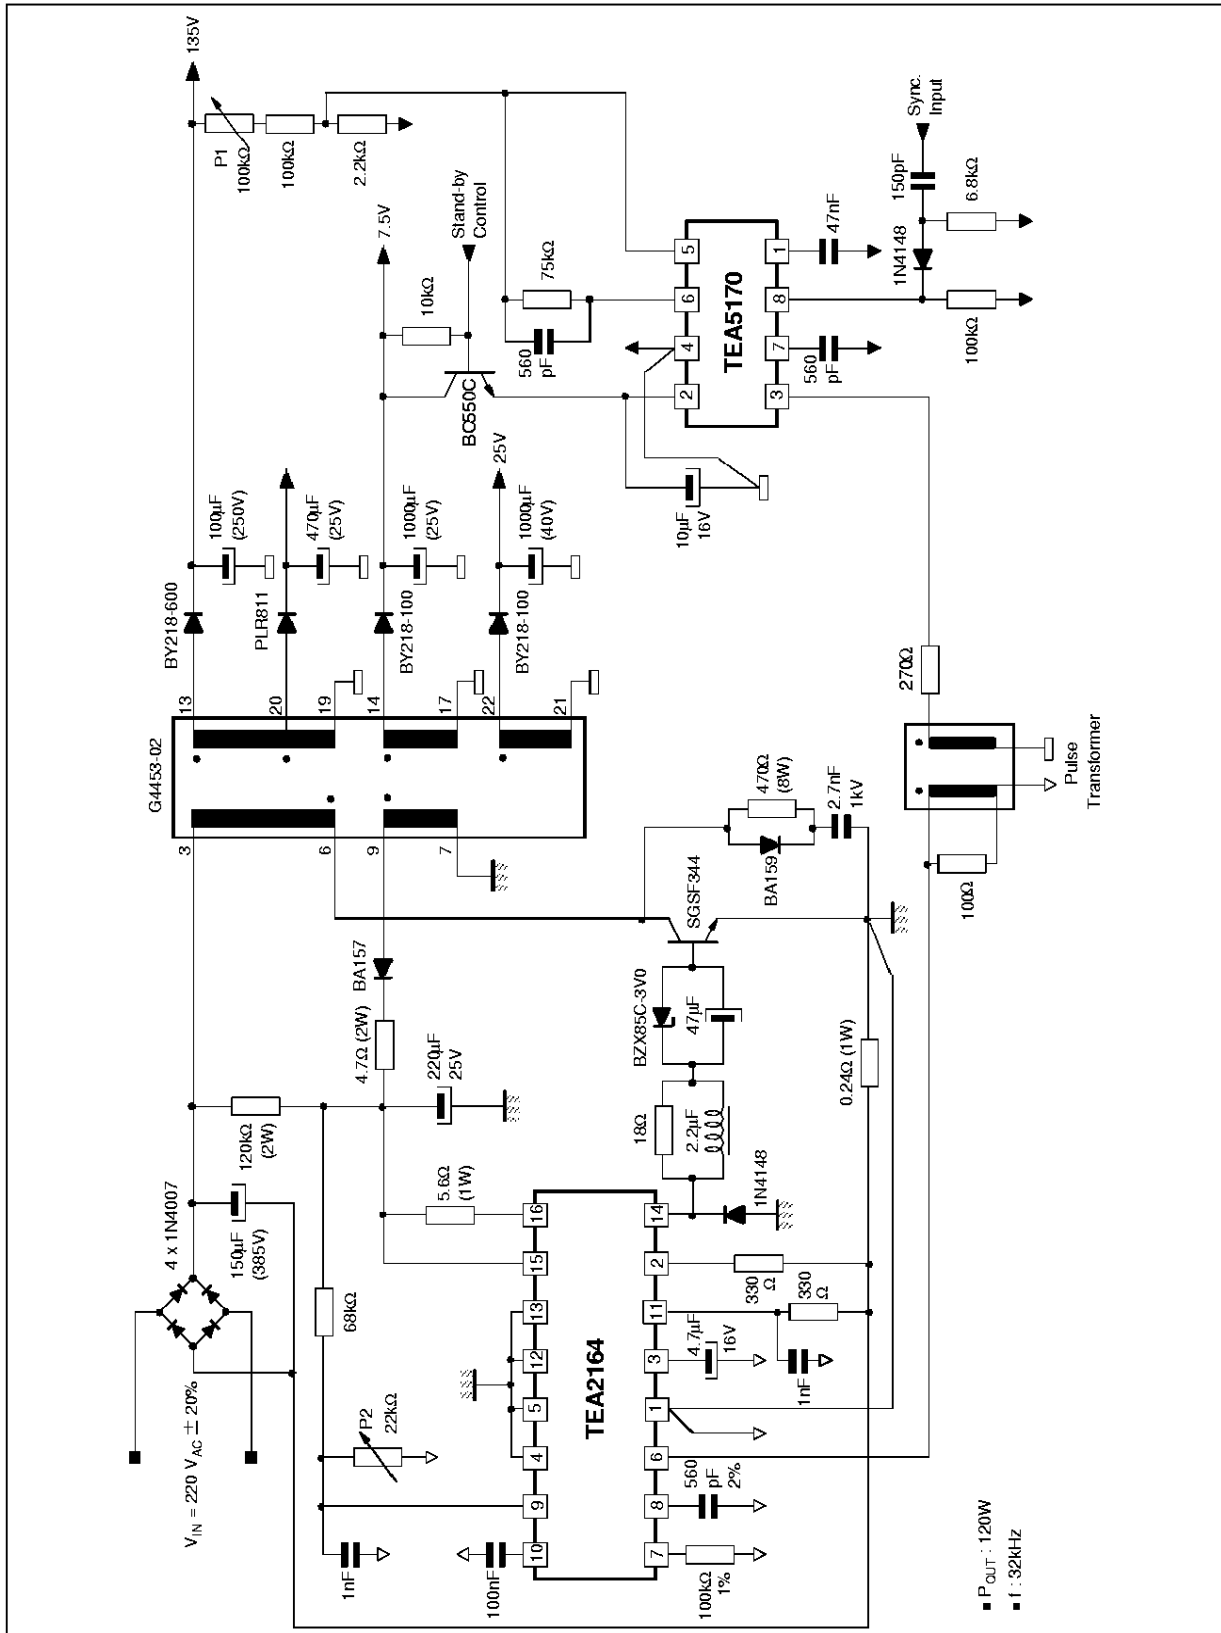 135V
P1
100kΩ
100kΩ
2.2kΩ
7.5V
10kΩ
Stand-by
Control
BC550C
75kΩ
560
pF
TEA5170
5
6
4
2
1
8
7
3
47nF
560
pF
1N4148
150pF
Sync.
Input
6.8kΩ
100kΩ
25V
10µF
16V
BY218-600
100µF
(250V)
PLR811
470µF
(25V)
BY218-100
1000µF
(25V)
BY218-100
1000µF
(40V)
G4453-02
13
20
19
14
17
22
21
3
6
9
7
270Ω
Pulse
Transformer
100Ω
470Ω
(8W)
BA159
2.7nF
1kV
SGSF344
BA157
4.7Ω (2W)
220µF
25V
BZX85C-3V0
47µF
18Ω
2.2µF
1N4148
0.24Ω (1W)
120kΩ
(2W)
5.6Ω
(1W)
4 x 1N4007
150µF
(385V)
68kΩ
VIN = 220 VAC ± 20%
P2
22kΩ
1nF
100nF
TEA2164
16
15
13
12
5
4
9
10
14
2
11
3
1
6
8
7
330
Ω
330
Ω
4.7µF
16V
1nF
560
pF
2%
100kΩ
1%
■ POUT : 120W
■ f : 32kHz